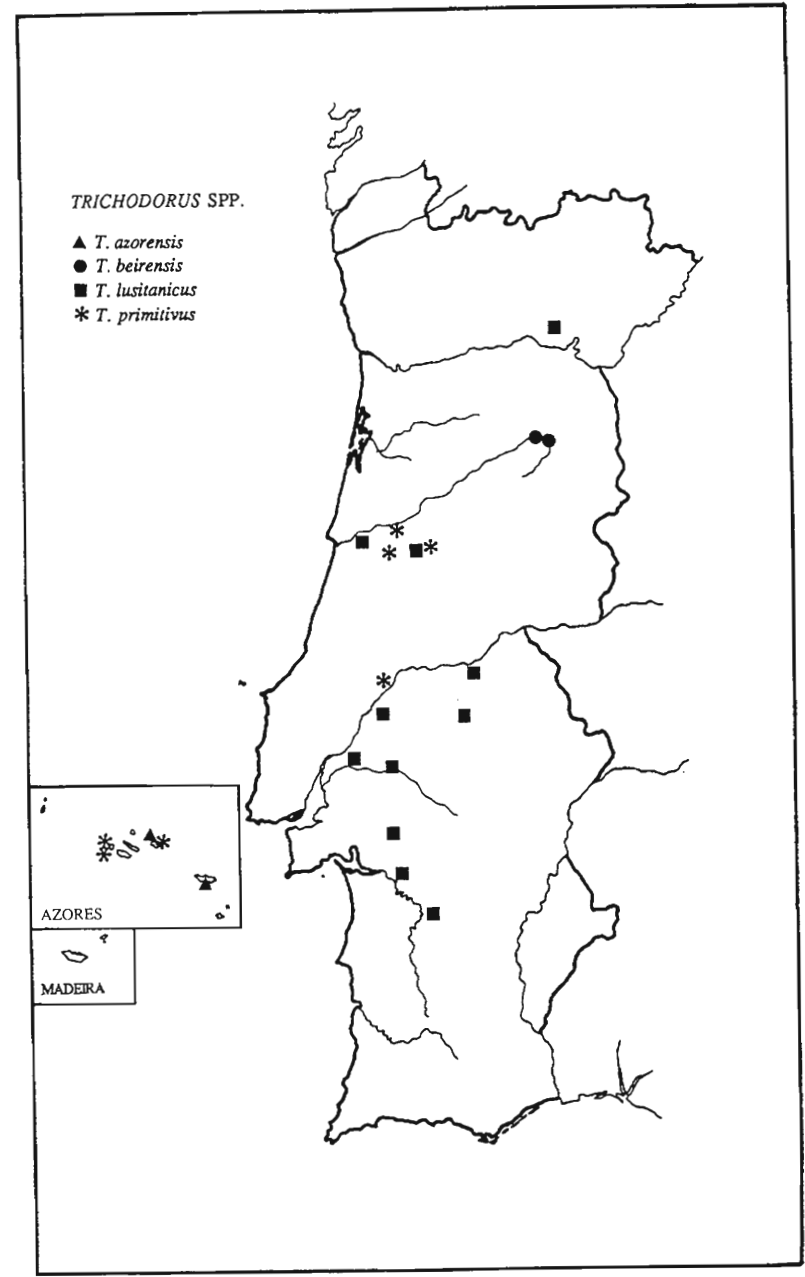 TRICHODORUS SPP.
▲ T. azorensis
● T. beirensis
■ T. lusitanicus
* T. primitivus
AZORES
MADEIRA